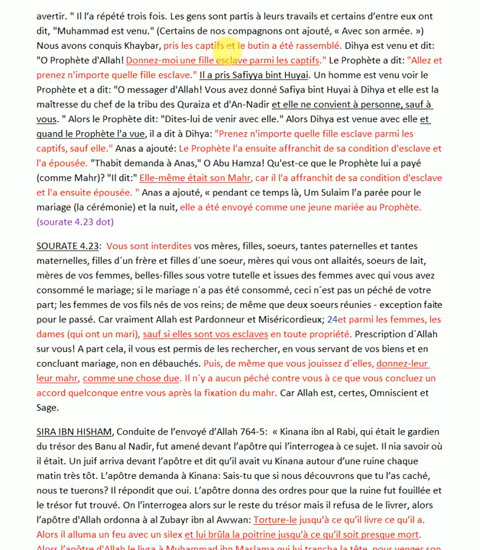 avertir. " Il l'a répété trois fois. Les gens sont partis à leurs travails et certains d'entre eux ont
dit, "Muhammad est venu." (Certains de nos compagnons ont ajouté, « Avec son armée. »)
Nous avons conquis Khaybar, pris les captifs et le butin a été rassemblé. Dihya est venu et dit:
"O Prophète d'Allah! Donnez-moi une fille esclave parmi les captifs." Le Prophète a dit: "Allez et
prenez n'importe quelle fille esclave." Il a pris Safiyya bint Huyai. Un homme est venu voir le
Prophète et a dit: "O messager d'Allah! Vous avez donné Safiya bint Huyai à Dihya et elle est la
maîtresse du chef de la tribu des Quraiza et d'An-Nadir et elle ne convient à personne, sauf à
vous. " Alors le Prophète dit: "Dites-lui de venir avec elle." Alors Dihya est venue avec elle et
quand le Prophète l'a vue, il a dit à Dihya: "Prenez n'importe quelle fille esclave parmi les
captifs, sauf elle." Anas a ajouté: Le Prophète l'a ensuite affranchit de sa condition d'esclave et
l'a épousée. "Thabit demanda à Anas," O Abu Hamza! Qu'est-ce que le Prophète lui a payé
(comme Mahr)? "Il dit:" Elle-même était son Mahr, car il l'a affranchit de sa condition d'esclave
et l'a ensuite épousée. " Anas a ajouté, « pendant ce temps là, Um Sulaim l'a parée pour le
mariage (la cérémonie) et la nuit, elle a été envoyé comme une jeune mariée au Prophète.
(sourate 4.23 dot)
SOURATE 4.23: Vous sont interdites vos mères, filles, soeurs, tantes paternelles et tantes
maternelles, filles d'un frère et filles d'une soeur, mères qui vous ont allaités, soeurs de lait,
mères de vos femmes, belles-filles sous votre tutelle et issues des femmes avec qui vous avez
consommé le mariage; si le mariage n'a pas été consommé, ceci n'est pas un péché de votre
part; les femmes de vos fils nés de vos reins; de même que deux soeurs réunies - exception faite
pour le passé. Car vraiment Allah est Pardonneur et Miséricordieux; 24et parmi les femmes, les
dames (qui ont un mari), sauf si elles sont vos esclaves en toute propriété. Prescription d'Allah
sur vous! A part cela, il vous est permis de les rechercher, en vous servant de vos biens et en
concluant mariage, non en débauchés. Puis, de même que vous jouissez d'elles, donnez-leur
leur mahr, comme une chose due. Il n'y a aucun péché contre vous à ce que vous concluez un
accord quelconque entre vous après la fixation du mahr. Car Allah est, certes, Omniscient et
Sage.
SIRA IBN HISHAM, Conduite de l'envoyé d'Allah 764-5: « Kinana ibn al Rabi, qui était le gardien
du trésor des Banu al Nadir, fut amené devant l'apôtre qui l'interrogea à ce sujet. Il nia savoir où
il était. Un juif arriva devant l'apôtre et dit qu'il avait vu Kinana autour d'une ruine chaque
matin très tôt. L'apôtre demanda à Kinana: Sais-tu que si nous découvrons que tu l'as caché,
nous te tuerons? Il répondit que oui. L'apôtre donna des ordres pour que la ruine fut fouillée et
le trésor fut trouvé. On l'interrogea alors sur le reste du trésor mais il refusa de le livrer, alors
l'apôtre d'Allah ordonna à al Zubayr ibn al Awwan: Torture-le jusqu'à ce qu'il livre ce qu'il a.
Alors il alluma un feu avec un silex et lui brûla la poitrine jusqu'à ce qu'il soit presque mort.
Alors l'apôtre d'Allah le livra à Muhammad ibn Maslama qui lui trancha la tête, pour venger son